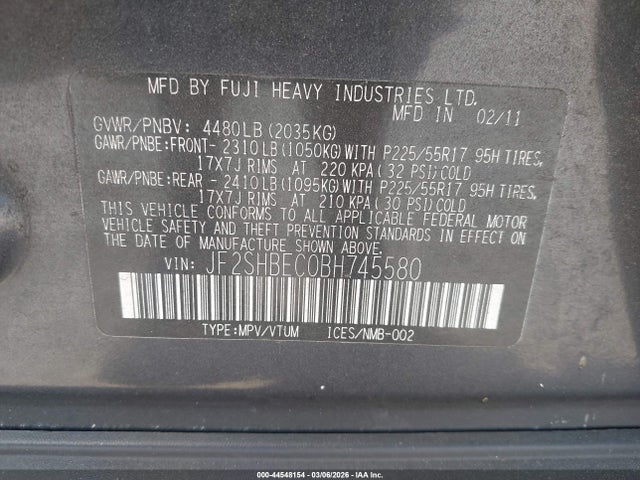 MFD BY FUJI HEAVY INDUSTRIES LTD.
MFD IN 02/11
GVWR/PNBV: 4480LB(2035KG)
GAWR/PNBE:FRONT-2310LB(1050KG)WITH P225/55R17 95H TIRES,
17X7J RIMS AT 220 KPA(32 PSI)COLD
GAWR/PNBE:REAR -2410LB(1095KG)WITH P225/55R17 95H TIRES,
17X7J RIMS AT 210 KPA(30 PSI)COLD
THIS VEHICLE CONFORMS TO ALL APPLICABLE FEDERAL MOTOR
VEHICLE SAFETY AND THEFT PREVENTION STANDARDS IN EFFECT ON
THE DATE OF MANUFACTURE SHOWN ABOVE.
VIN: JF2SHBEC0BH745580
TYPE:MPV/VTUM ICES/NMB-002
000-44548154 - 03/06/2026 - IAA Inc.